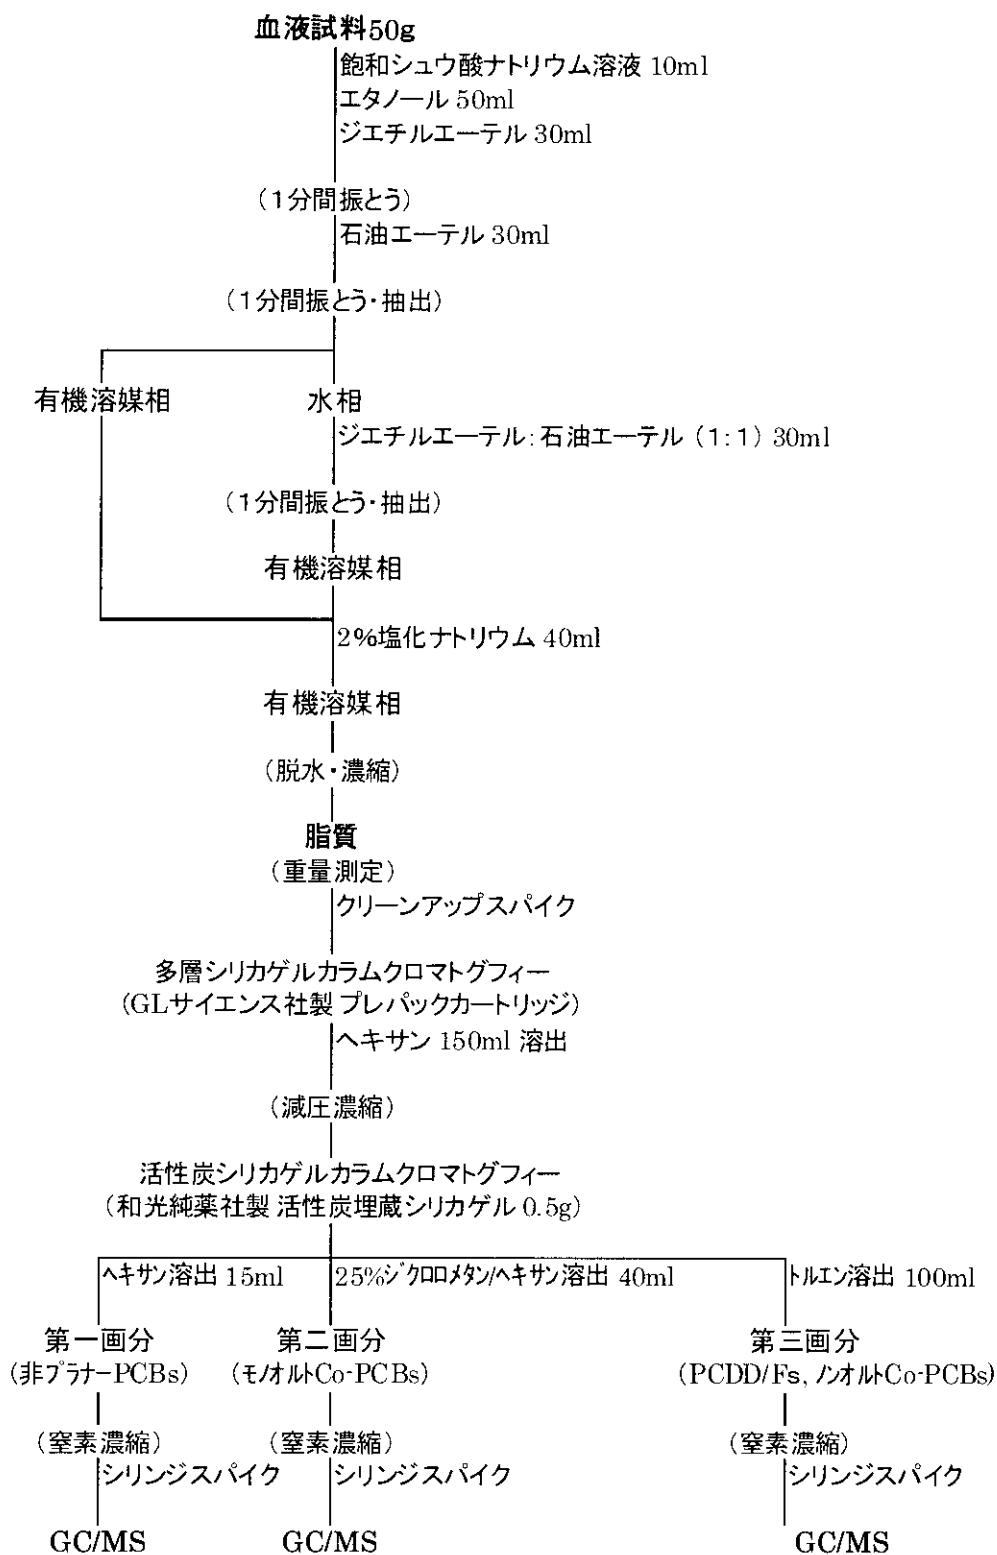 血液試料50g
飽和シュウ酸ナトリウム溶液 10ml
エタノール 50ml
ジエチルエーテル 30ml
(1分間振とう)
石油エーテル 30ml
(1分間振とう・抽出)
有機溶媒相 水相
ジエチルエーテル:石油エーテル (1:1) 30ml
(1分間振とう・抽出)
有機溶媒相
2%塩化ナトリウム 40ml
有機溶媒相
(脱水・濃縮)
脂質
(重量測定)
クリーンアップスパイク
多層シリカゲルカラムクロマトグフィー
(GLサイエンス社製 プレパックカートリッジ)
ヘキサン 150ml 溶出
(減圧濃縮)
活性炭シリカゲルカラムクロマトグフィー
(和光純薬社製 活性炭埋蔵シリカゲル 0.5g)
ヘキサン溶出 15ml 25%ジクロロメタン/ヘキサン溶出 40ml トルエン溶出 100ml
第一画分 第二画分 第三画分
(非プラナーPCBs) (モノオルトCo-PCBs) (PCDD/Fs, ノンオルトCo-PCBs)
(窒素濃縮) (窒素濃縮) (窒素濃縮)
シリンジスパイク シリンジスパイク シリンジスパイク
GC/MS GC/MS GC/MS